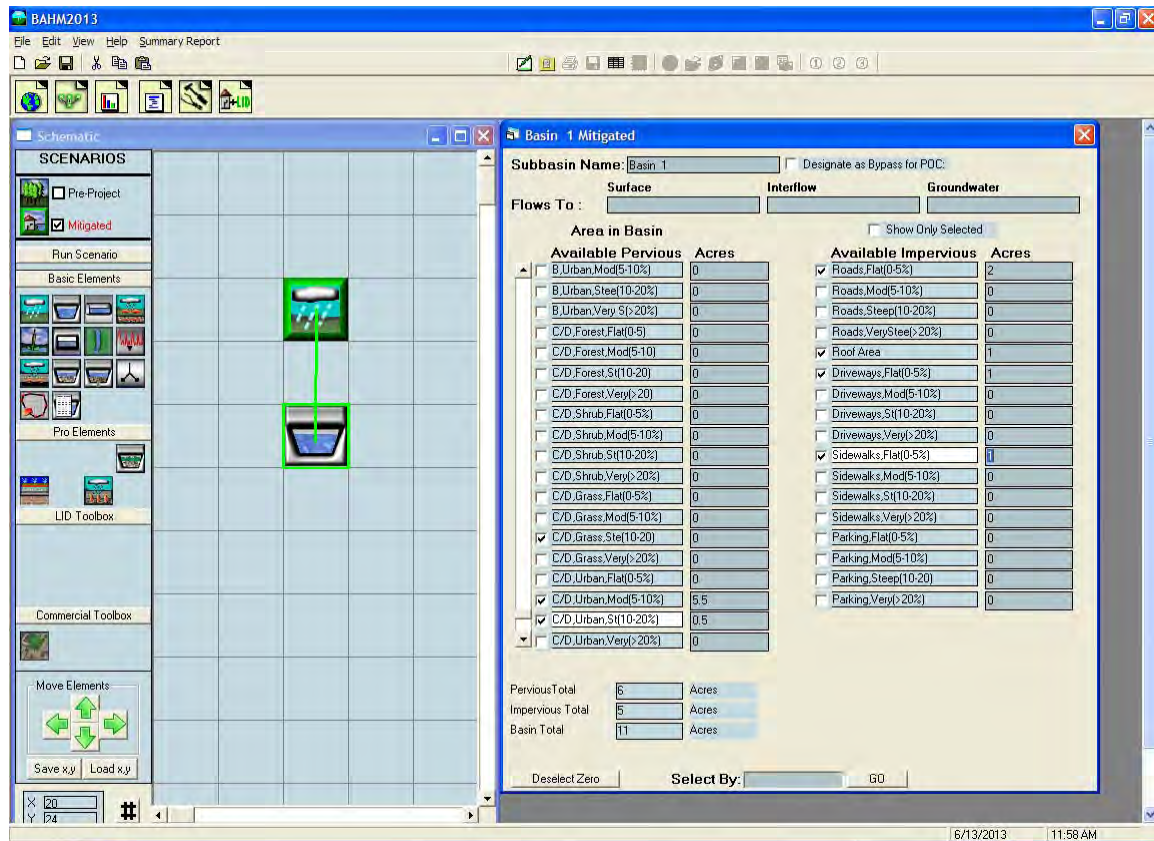 BAHM2013
File Edit View Help Summary Report
Schematic
SCENARIOS
Pre-Project
Mitigated
Run Scenario
Basic Elements
Pro Elements
LID Toolbox
Commercial Toolbox
Move Elements
Save x,y Load x,y
X 20
Y 24
#
Basin 1 Mitigated
Subbasin Name: Basin 1 Designate as Bypass for POC:
Surface Interflow Groundwater
Flows To :
Area in Basin Show Only Selected
Available Pervious Acres Available Impervious Acres
B,Urban,Mod(5-10%) 0 Roads,Flat(0-5%) 2
B,Urban,Stee(10-20%) 0 Roads,Mod(5-10%) 0
B,Urban,Very S(>20%) 0 Roads,Steep(10-20%) 0
C/D,Forest,Flat(0-5) 0 Roads,VeryStee(>20%) 0
C/D,Forest,Mod(5-10) 0 Roof Area 1
C/D,Forest,St(10-20) 0 Driveways,Flat(0-5%) 1
C/D,Forest,Very(>20) 0 Driveways,Mod(5-10%) 0
C/D,Shrub,Flat(0-5%) 0 Driveways,St(10-20%) 0
C/D,Shrub,Mod(5-10%) 0 Driveways,Very(>20%) 0
C/D,Shrub,St(10-20%) 0 Sidewalks,Flat(0-5%) 1
C/D,Shrub,Very(>20%) 0 Sidewalks,Mod(5-10%) 0
C/D,Grass,Flat(0-5%) 0 Sidewalks,St(10-20%) 0
C/D,Grass,Mod(5-10%) 0 Sidewalks,Very(>20%) 0
C/D,Grass,Ste(10-20) 0 Parking,Flat(0-5%) 0
C/D,Grass,Very(>20%) 0 Parking,Mod(5-10%) 0
C/D,Urban,Flat(0-5%) 0 Parking,Steep(10-20) 0
C/D,Urban,Mod(5-10%) 5.5 Parking,Very(>20%) 0
C/D,Urban,St(10-20%) 0.5
C/D,Urban,Very(>20%) 0
PerviousTotal 6 Acres
Impervious Total 5 Acres
Basin Total 11 Acres
Deselect Zero Select By: GO
6/13/2013 11:58 AM